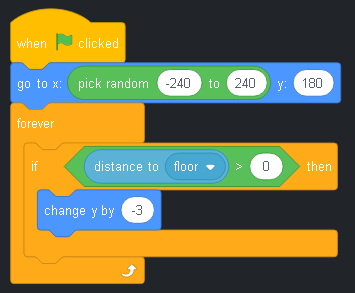 when clicked
go to x: pick random -240 to 240 y: 180
forever
if distance to floor > 0 then
change y by -3